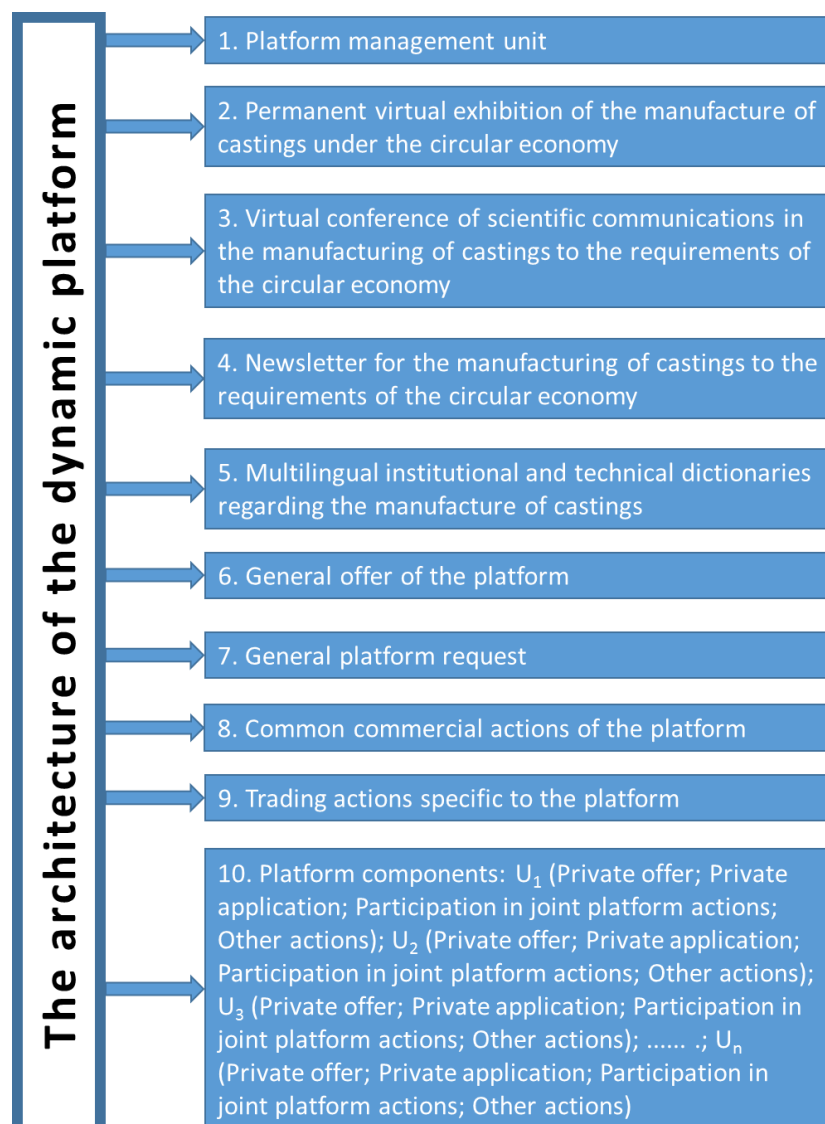 The architecture of the dynamic platform
1. Platform management unit
2. Permanent virtual exhibition of the manufacture of
castings under the circular economy
3. Virtual conference of scientific communications in
the manufacturing of castings to the requirements of
the circular economy
4. Newsletter for the manufacturing of castings to the
requirements of the circular economy
5. Multilingual institutional and technical dictionaries
regarding the manufacture of castings
6. General offer of the platform
7. General platform request
8. Common commercial actions of the platform
9. Trading actions specific to the platform
10. Platform components: U₁ (Private offer; Private
application; Participation in joint platform actions;
Other actions); U₂ (Private offer; Private application;
Participation in joint platform actions; Other actions);
U₃ (Private offer; Private application; Participation in
joint platform actions; Other actions); ...... .; Uₙ
(Private offer; Private application; Participation in
joint platform actions; Other actions)